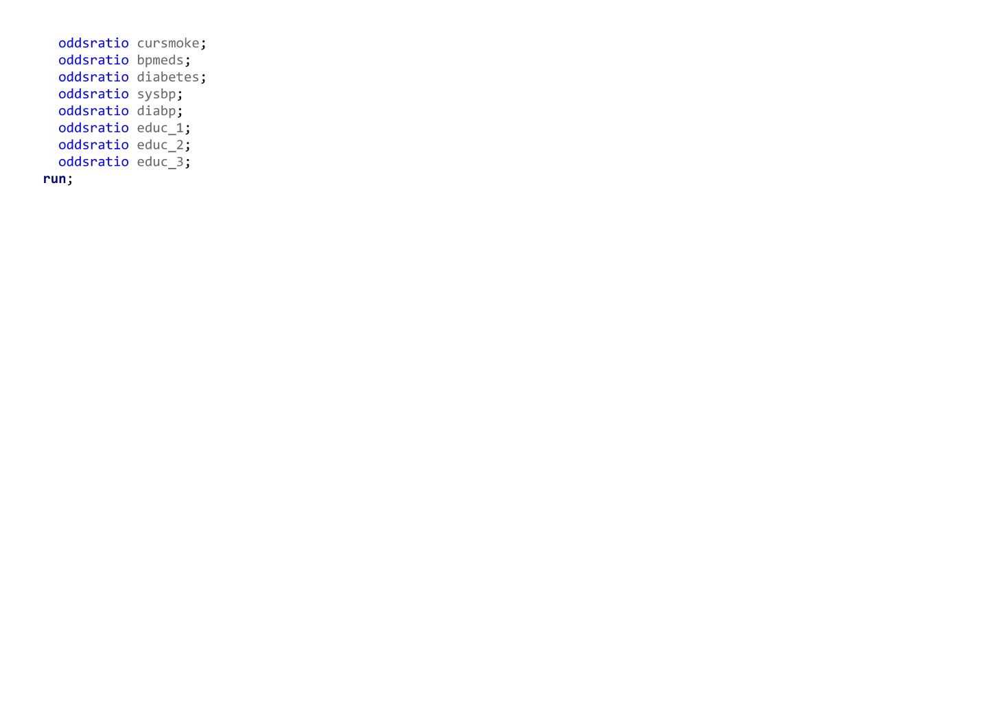 oddsratio cursmoke;
oddsratio bpmeds;
oddsratio diabetes;
oddsratio sysbp;
oddsratio diabp;
oddsratio educ_1;
oddsratio educ_2;
oddsratio educ_3;
run;